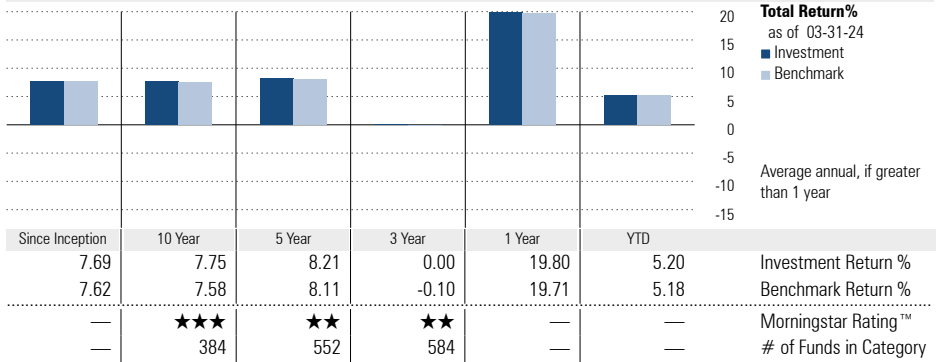 20
15
10
5
0
-5
-10
-15
Total Return%
as of 03-31-24
Investment
Benchmark
Average annual, if greater
than 1 year
Since Inception 10 Year 5 Year 3 Year 1 Year YTD
7.69 7.75 8.21 0.00 19.80 5.20 Investment Return %
7.62 7.58 8.11 -0.10 19.71 5.18 Benchmark Return %
— ★★★ ★★ ★★ — — Morningstar Rating™
— 384 552 584 — — # of Funds in Category